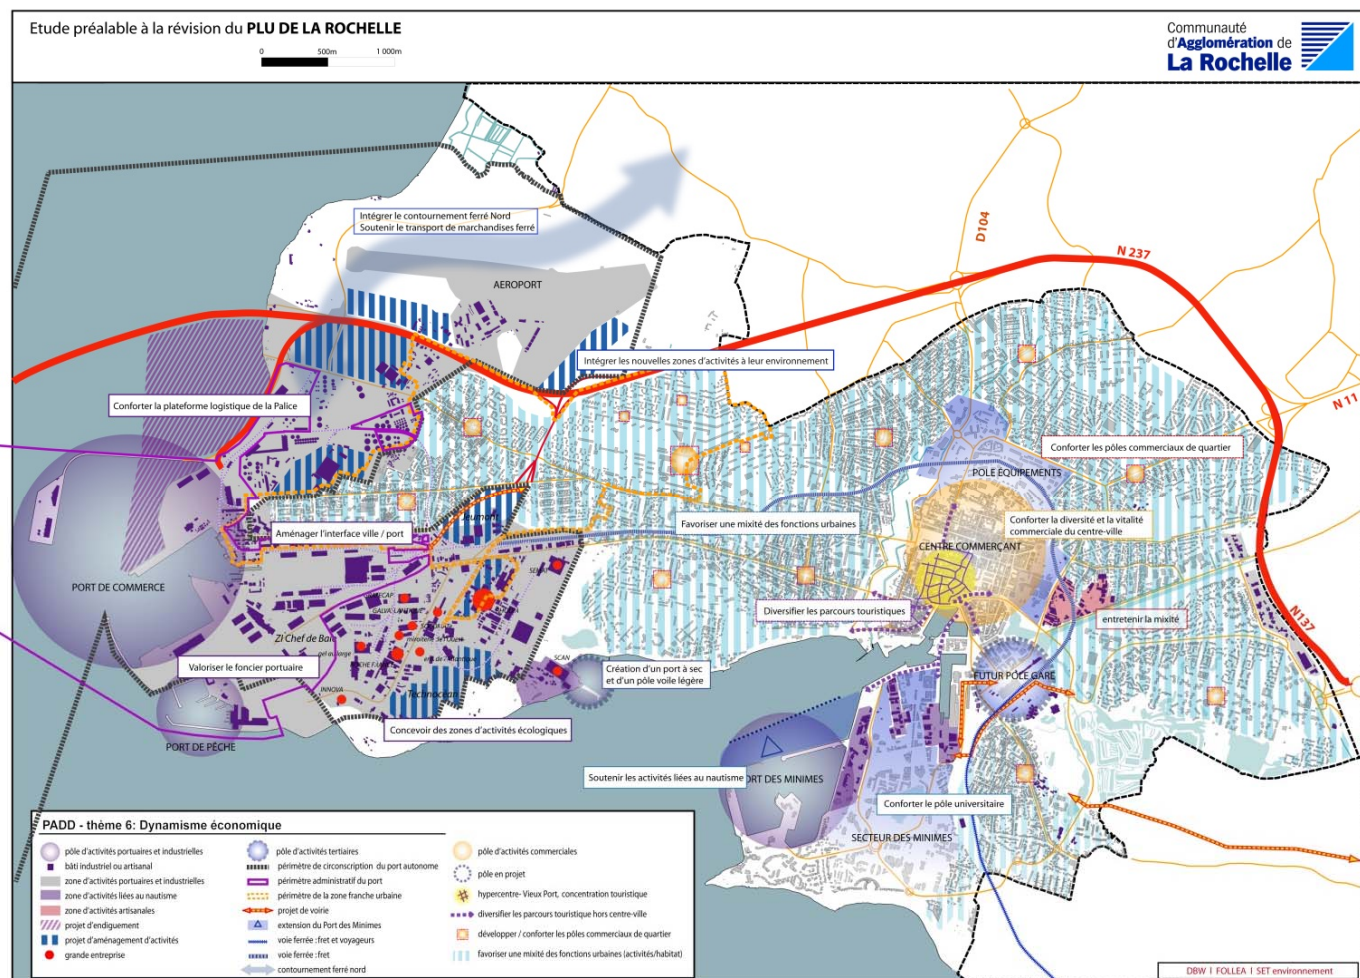 Etude préalable à la révision du PLU DE LA ROCHELLE
0 500m 1 000m
Communauté
d'Agglomération de
La Rochelle
Intégrer le contournement ferré Nord
Soutenir le transport de marchandises ferré
AEROPORT
D104
N 237
N 11
N137
Intégrer les nouvelles zones d'activités à leur environnement
Conforter la plateforme logistique de la Palice
Conforter les pôles commerciaux de quartier
POLE ÉQUIPEMENTS
Jeumont
Aménager l'interface ville / port
Favoriser une mixité des fonctions urbaines
Conforter la diversité et la vitalité
commerciale du centre-ville
CENTRE COMMERÇANT
PORT DE COMMERCE
Diversifier les parcours touristiques
entretenir la mixité
ZI Chef de Baie
Valoriser le foncier portuaire
SCAN
Création d'un port à sec
et d'un pôle voile légère
FUTUR PÔLE GARE
INNOVA
Technocéan
Concevoir des zones d'activités écologiques
PORT DE PÊCHE
Soutenir les activités liées au nautisme
ORT DES MINIMES
Conforter le pôle universitaire
SECTEUR DES MINIMES
PADD - thème 6: Dynamisme économique
pôle d'activités portuaires et industrielles
bâti industriel ou artisanal
zone d'activités portuaires et industrielles
zone d'activités liées au nautisme
zone d'activités artisanales
projet d'endiguement
projet d'aménagement d'activités
grande entreprise
pôle d'activités tertiaires
périmètre de circonscription du port autonome
périmètre administratif du port
périmètre de la zone franche urbaine
projet de voirie
extension du Port des Minimes
voie ferrée : fret et voyageurs
voie ferrée : fret
contournement ferré nord
pôle d'activités commerciales
pôle en projet
hypercentre- Vieux Port, concentration touristique
diversifier les parcours touristique hors centre-ville
développer / conforter les pôles commerciaux de quartier
favoriser une mixité des fonctions urbaines (activités/habitat)
DBW I FOLLEA I SET environnement